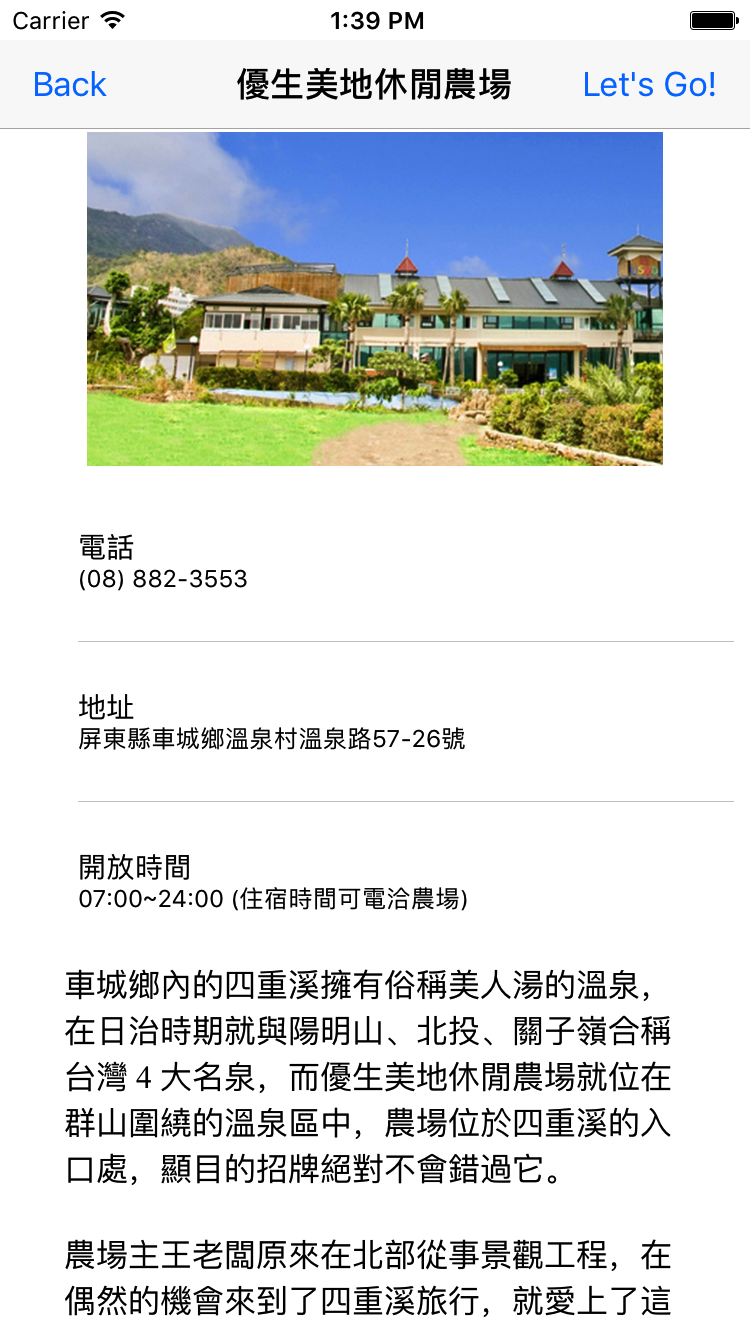 Carrier 1:39 PM
Back 優生美地休閒農場 Let's Go!
電話
(08) 882-3553
地址
屏東縣車城鄉溫泉村溫泉路57-26號
開放時間
07:00~24:00 (住宿時間可電洽農場)
車城鄉內的四重溪擁有俗稱美人湯的溫泉，
在日治時期就與陽明山、北投、關子嶺合稱
台灣 4 大名泉，而優生美地休閒農場就位在
群山圍繞的溫泉區中，農場位於四重溪的入
口處，顯目的招牌絕對不會錯過它。
農場主王老闆原來在北部從事景觀工程，在
偶然的機會來到了四重溪旅行，就愛上了這